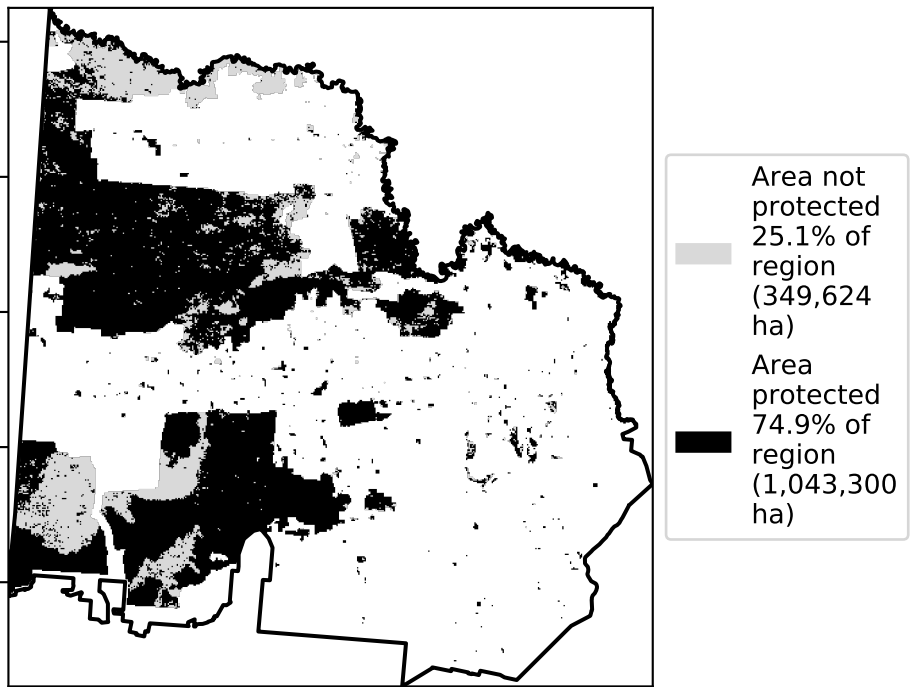 Area not
protected
25.1% of
region
(349,624
ha)
Area
protected
74.9% of
region
(1,043,300
ha)